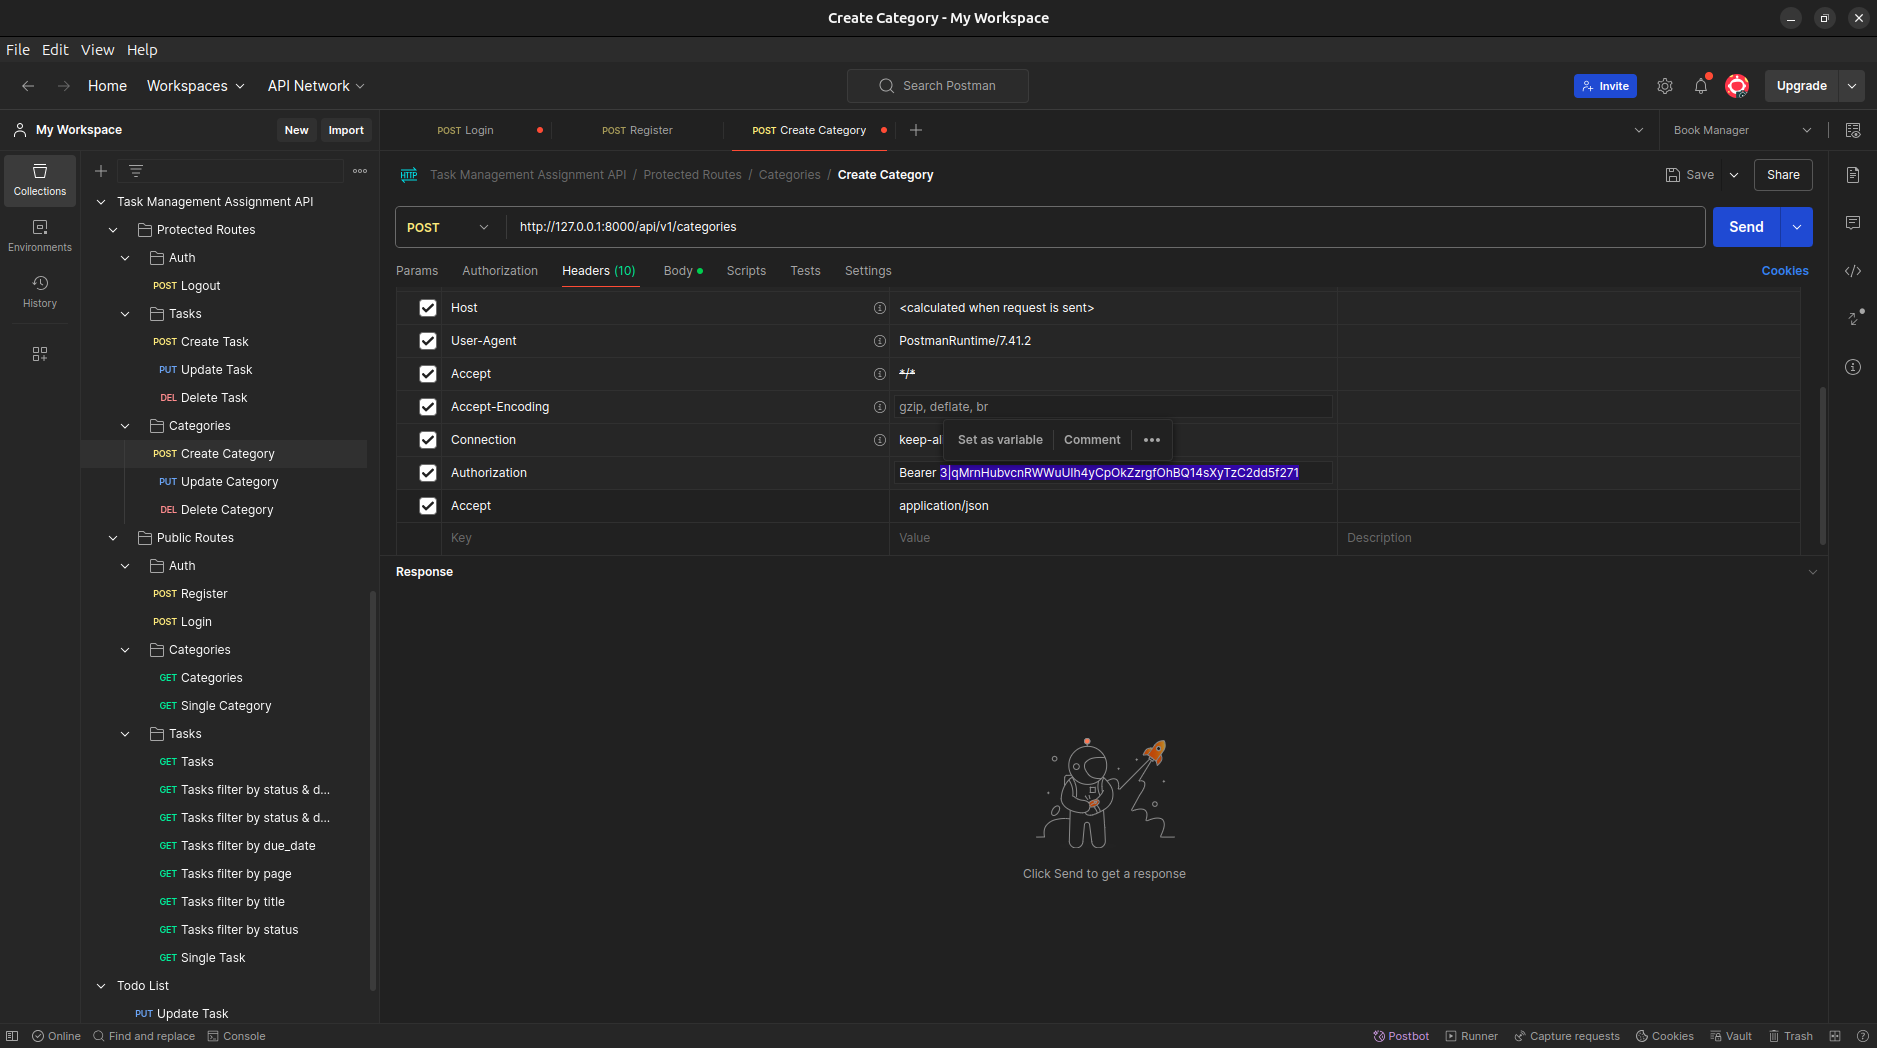 Create Category - My Workspace
File Edit View Help
Home Workspaces API Network Search Postman Invite Upgrade
My Workspace New Import POST Login POST Register POST Create Category Book Manager
Collections
Environments
History
Task Management Assignment API
Protected Routes
Auth
POST Logout
Tasks
POST Create Task
PUT Update Task
DEL Delete Task
Categories
POST Create Category
PUT Update Category
DEL Delete Category
Public Routes
Auth
POST Register
POST Login
Categories
GET Categories
GET Single Category
Tasks
GET Tasks
GET Tasks filter by status & d...
GET Tasks filter by status & d...
GET Tasks filter by due_date
GET Tasks filter by page
GET Tasks filter by title
GET Tasks filter by status
GET Single Task
Todo List
PUT Update Task
HTTP Task Management Assignment API / Protected Routes / Categories / Create Category Save Share
POST http://127.0.0.1:8000/api/v1/categories Send
Params Authorization Headers (10) Body Scripts Tests Settings Cookies
Host <calculated when request is sent>
User-Agent PostmanRuntime/7.41.2
Accept */*
Accept-Encoding gzip, deflate, br
Connection keep-ali Set as variable Comment
Authorization Bearer 3|qMrnHubvcnRWWuUIh4yCpOkZzrgfOhBQ14sXyTzC2dd5f271
Accept application/json
Key Value Description
Response
Click Send to get a response
Online Find and replace Console Postbot Runner Capture requests Cookies Vault Trash